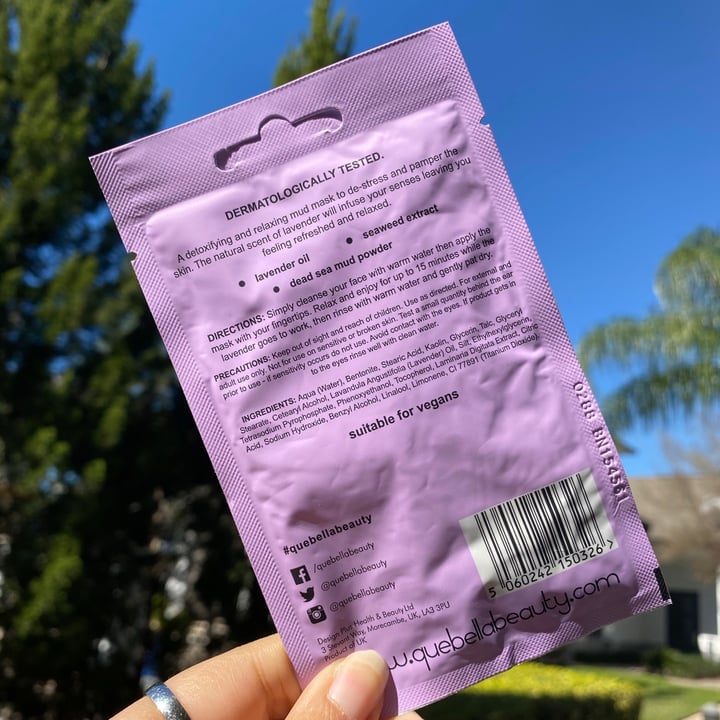 DERMATOLOGICALLY TESTED.
A detoxifying and relaxing mud mask to de-stress and pamper the
skin. The natural scent of lavender will infuse your senses leaving you
feeling refreshed and relaxed.
• lavender oil • seaweed extract
• dead sea mud powder
DIRECTIONS: Simply cleanse your face with warm water then apply the
mask with your fingertips. Relax and enjoy for up to 15 minutes while the
lavender goes to work, then rinse with warm water and gently pat dry.
PRECAUTIONS: Keep out of sight and reach of children. Use as directed. For external and
adult use only. Not for use on sensitive or broken skin. Test a small quantity behind the ear
prior to use - if sensitivity occurs do not use. Avoid contact with the eyes. If product gets in
to the eyes rinse well with clean water.
INGREDIENTS: Aqua (Water), Bentonite, Stearic Acid, Kaolin, Glycerin, Talc, Glyceryl
Stearate, Cetearyl Alcohol, Lavandula Angustifolia (Lavender) Oil, Silt, Ethylhexylglycerin,
Tetrasodium Pyrophosphate, Phenoxyethanol, Tocopherol, Laminaria Digitata Extract, Citric
Acid, Sodium Hydroxide, Benzyl Alcohol, Linalool, Limonene, CI 77891 (Titanium Dioxide).
suitable for vegans
#quebellabeauty
/quebellabeauty
@quebellabeauty
@quebellabeauty
Design Plus Health & Beauty Ltd
3 Stewart Way, Morecambe, UK, LA3 3PU
Product of UK
5 060242 150326 >
w.quebellabeauty.com